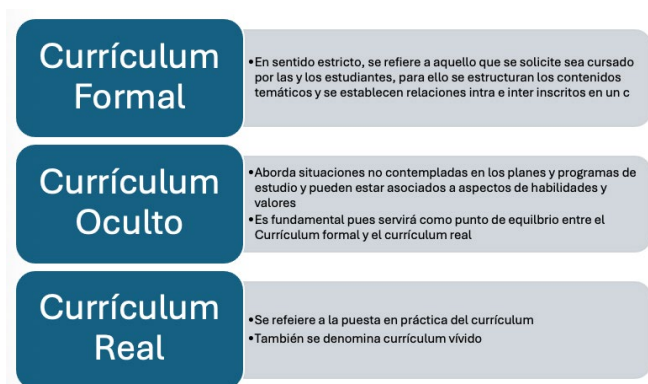 Currículum
Formal
•En sentido estricto, se refiere a aquello que se solicite sea cursado
por las y los estudiantes, para ello se estructuran los contenidos
temáticos y se establecen relaciones intra e inter inscritos en un c
Currículum
Oculto
•Aborda situaciones no contempladas en los planes y programas de
estudio y pueden estar asociados a aspectos de habilidades y
valores
•Es fundamental pues servirá como punto de equilbrio entre el
Currículum formal y el currículum real
Currículum
Real
•Se refeiere a la puesta en práctica del currículum
•También se denomina currículum vívido